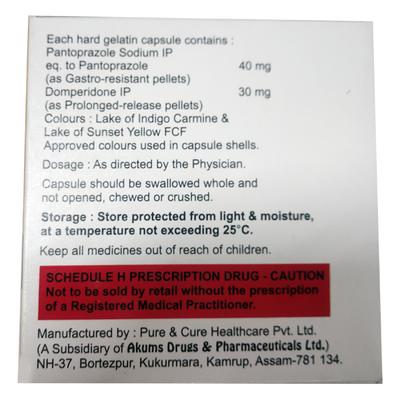 Each hard gelatin capsule contains :
Pantoprazole Sodium IP
eq. to Pantoprazole 40 mg
(as Gastro-resistant pellets)
Domperidone IP 30 mg
(as Prolonged-release pellets)
Colours : Lake of Indigo Carmine &
Lake of Sunset Yellow FCF
Approved colours used in capsule shells.
Dosage : As directed by the Physician.
Capsule should be swallowed whole and
not opened, chewed or crushed.
Storage : Store protected from light & moisture,
at a temperature not exceeding 25°C.
Keep all medicines out of reach of children.
SCHEDULE H PRESCRIPTION DRUG - CAUTION
Not to be sold by retail without the prescription
of a Registered Medical Practitioner.
Manufactured by : Pure & Cure Healthcare Pvt. Ltd.
(A Subsidiary of Akums Drugs & Pharmaceuticals Ltd.)
NH-37, Bortezpur, Kukurmara, Kamrup, Assam-781 134.